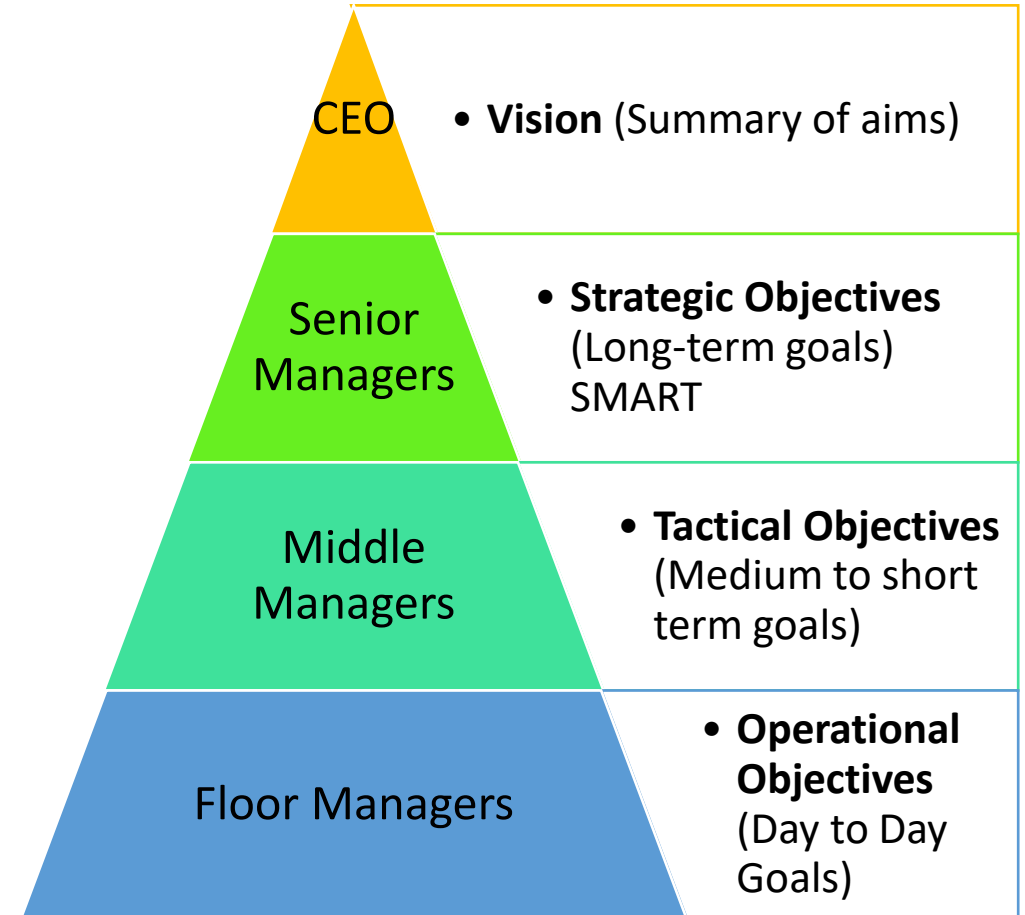 CEO
• Vision (Summary of aims)
Senior
Managers
• Strategic Objectives
(Long-term goals)
SMART
Middle
Managers
• Tactical Objectives
(Medium to short
term goals)
Floor Managers
• Operational
Objectives
(Day to Day
Goals)